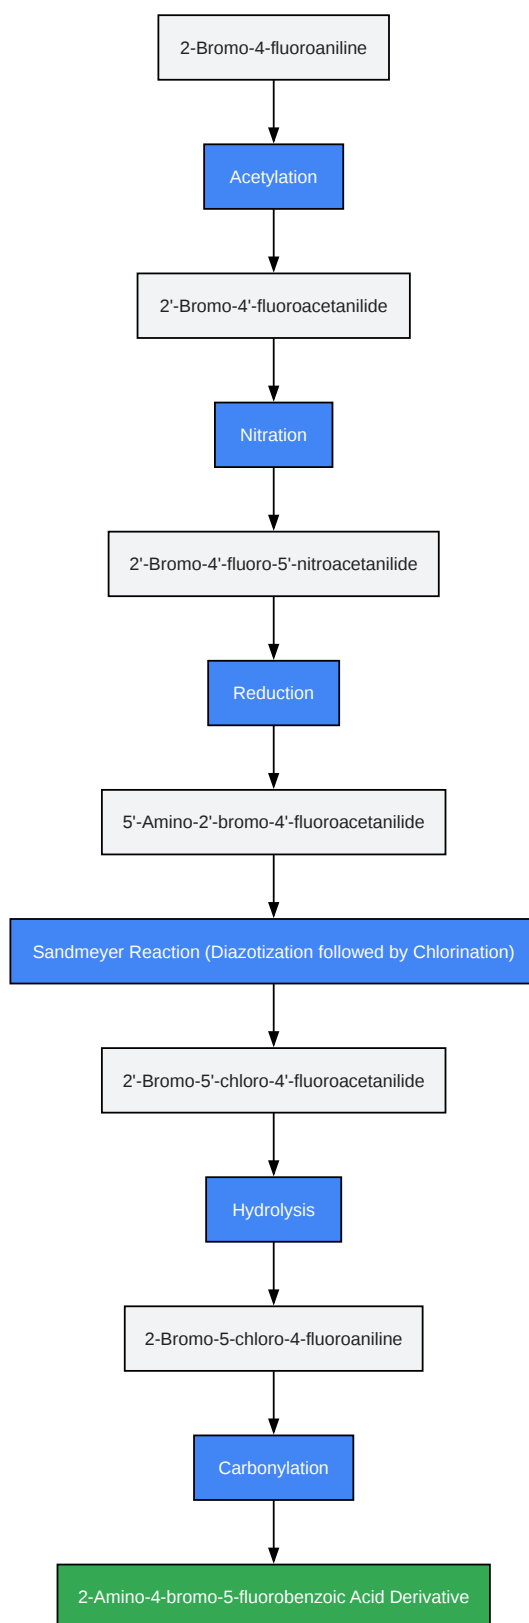 2-Bromo-4-fluoroaniline
Acetylation
2'-Bromo-4'-fluoroacetanilide
Nitration
2'-Bromo-4'-fluoro-5'-nitroacetanilide
Reduction
5'-Amino-2'-bromo-4'-fluoroacetanilide
Sandmeyer Reaction (Diazotization followed by Chlorination)
2'-Bromo-5'-chloro-4'-fluoroacetanilide
Hydrolysis
2-Bromo-5-chloro-4-fluoroaniline
Carbonylation
2-Amino-4-bromo-5-fluorobenzoic Acid Derivative